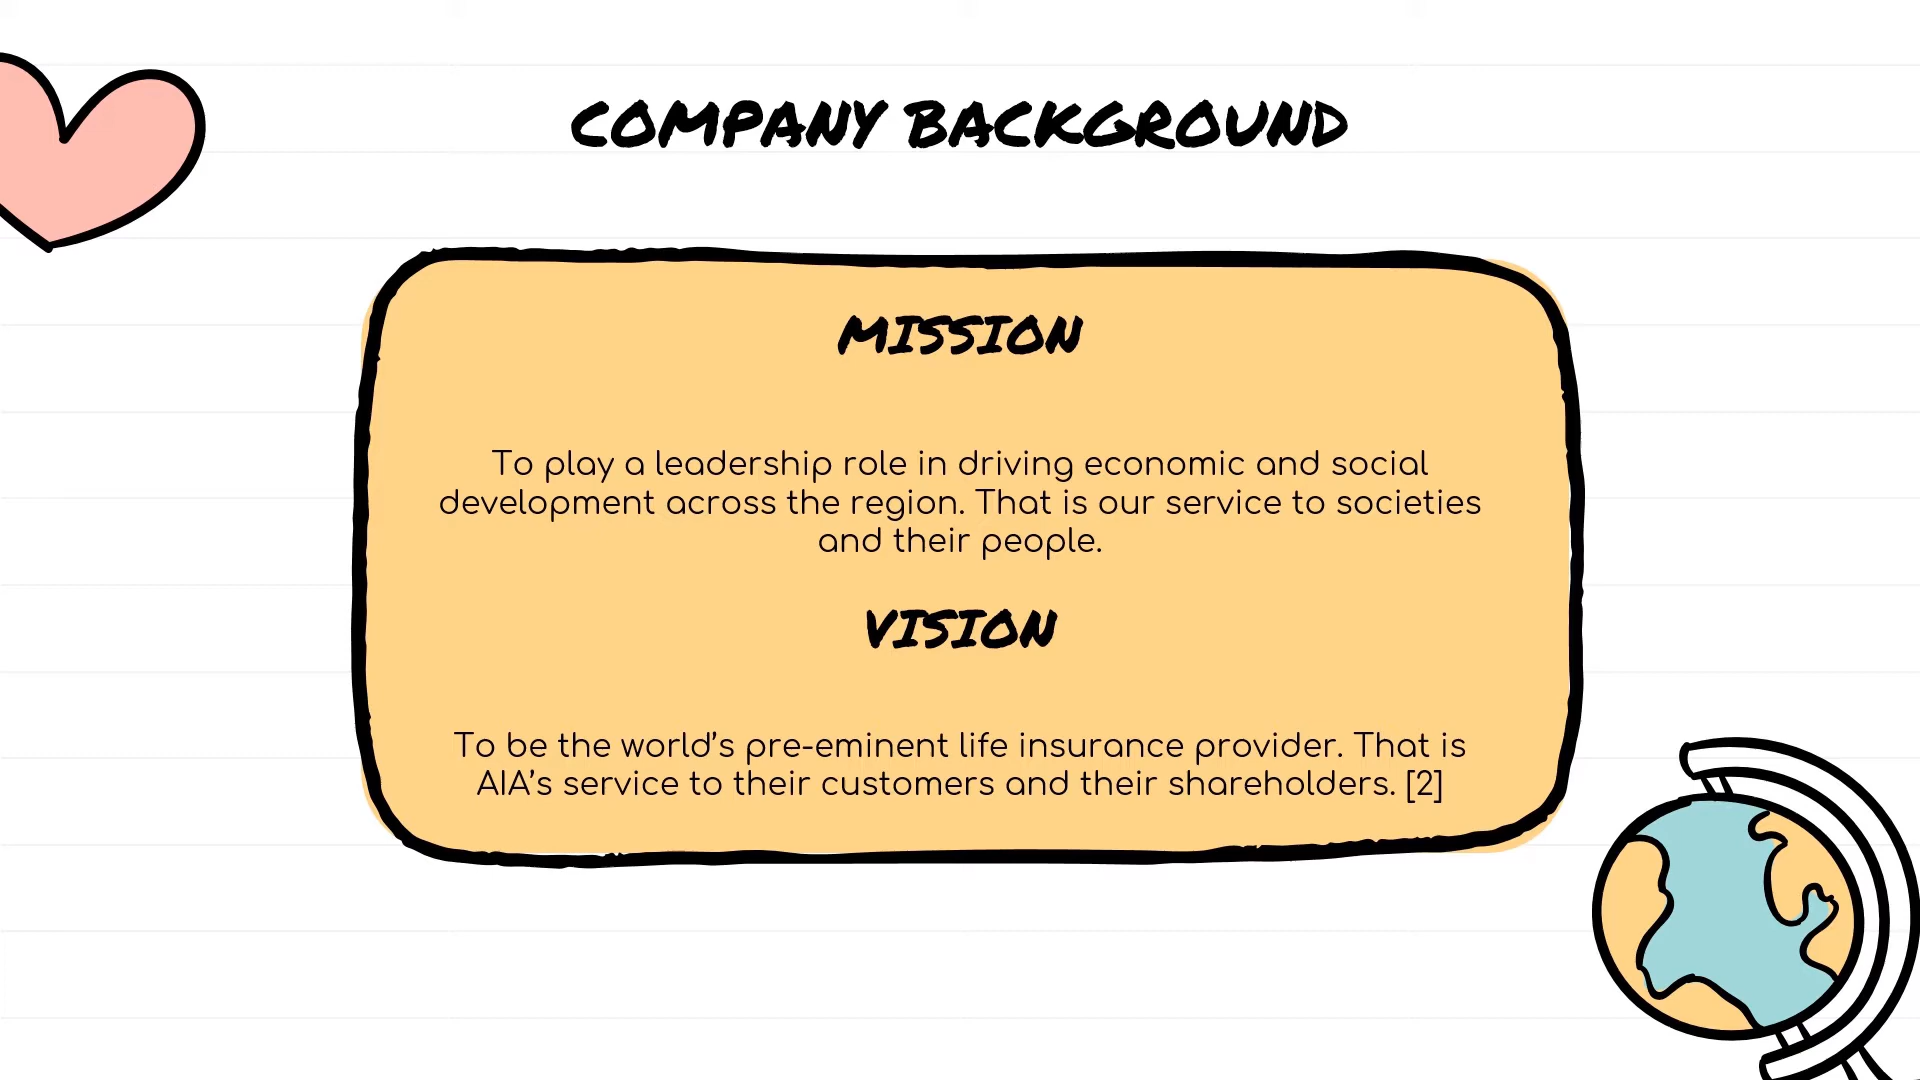 COMPANY BACKGROUND
MISSION
To play a leadership role in driving economic and social
development across the region. That is our service to societies
and their people.
VISION
To be the world’s pre-eminent life insurance provider. That is
AIA’s service to their customers and their shareholders. [2]